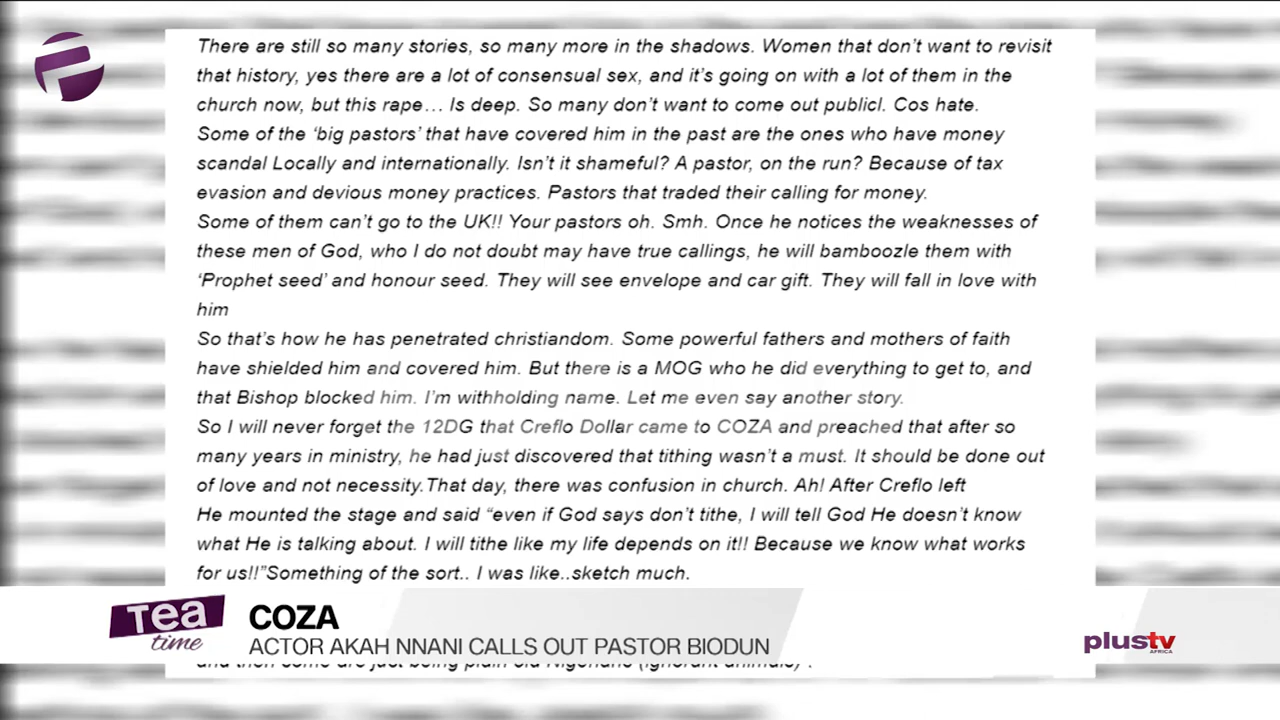 There are still so many stories, so many more in the shadows. Women that don't want to revisit
that history, yes there are a lot of consensual sex, and it's going on with a lot of them in the
church now, but this rape... Is deep. So many don't want to come out publicl. Cos hate.
Some of the 'big pastors' that have covered him in the past are the ones who have money
scandal Locally and internationally. Isn't it shameful? A pastor, on the run? Because of tax
evasion and devious money practices. Pastors that traded their calling for money.
Some of them can't go to the UK!! Your pastors oh. Smh. Once he notices the weaknesses of
these men of God, who I do not doubt may have true callings, he will bamboozle them with
'Prophet seed' and honour seed. They will see envelope and car gift. They will fall in love with
him
So that's how he has penetrated christiandom. Some powerful fathers and mothers of faith
have shielded him and covered him. But there is a MOG who he did everything to get to, and
that Bishop blocked him. I'm withholding name. Let me even say another story.
So I will never forget the 12DG that Creflo Dollar came to COZA and preached that after so
many years in ministry, he had just discovered that tithing wasn't a must. It should be done out
of love and not necessity.That day, there was confusion in church. Ah! After Creflo left
He mounted the stage and said "even if God says don't tithe, I will tell God He doesn't know
what He is talking about. I will tithe like my life depends on it!! Because we know what works
for us!!"Something of the sort.. I was like..sketch much.
Tea
time
COZA
ACTOR AKAH NNANI CALLS OUT PASTOR BIODUN
plustv
AFRICA